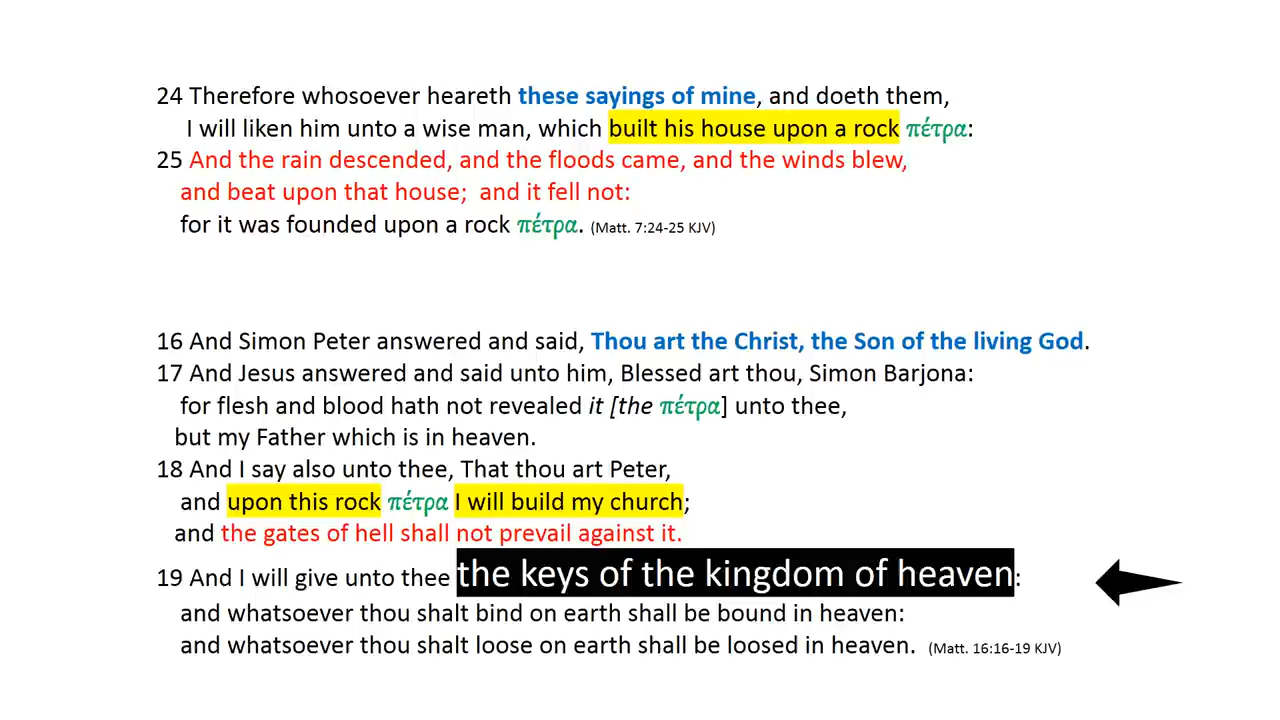 24 Therefore whosoever heareth these sayings of mine, and doeth them,
I will liken him unto a wise man, which built his house upon a rock πέτρα:
25 And the rain descended, and the floods came, and the winds blew,
and beat upon that house; and it fell not:
for it was founded upon a rock πέτρα. (Matt. 7:24-25 KJV)
16 And Simon Peter answered and said, Thou art the Christ, the Son of the living God.
17 And Jesus answered and said unto him, Blessed art thou, Simon Barjona:
for flesh and blood hath not revealed it [the πέτρα] unto thee,
but my Father which is in heaven.
18 And I say also unto thee, That thou art Peter,
and upon this rock πέτρα I will build my church;
and the gates of hell shall not prevail against it.
19 And I will give unto thee the keys of the kingdom of heaven:
and whatsoever thou shalt bind on earth shall be bound in heaven:
and whatsoever thou shalt loose on earth shall be loosed in heaven. (Matt. 16:16-19 KJV)